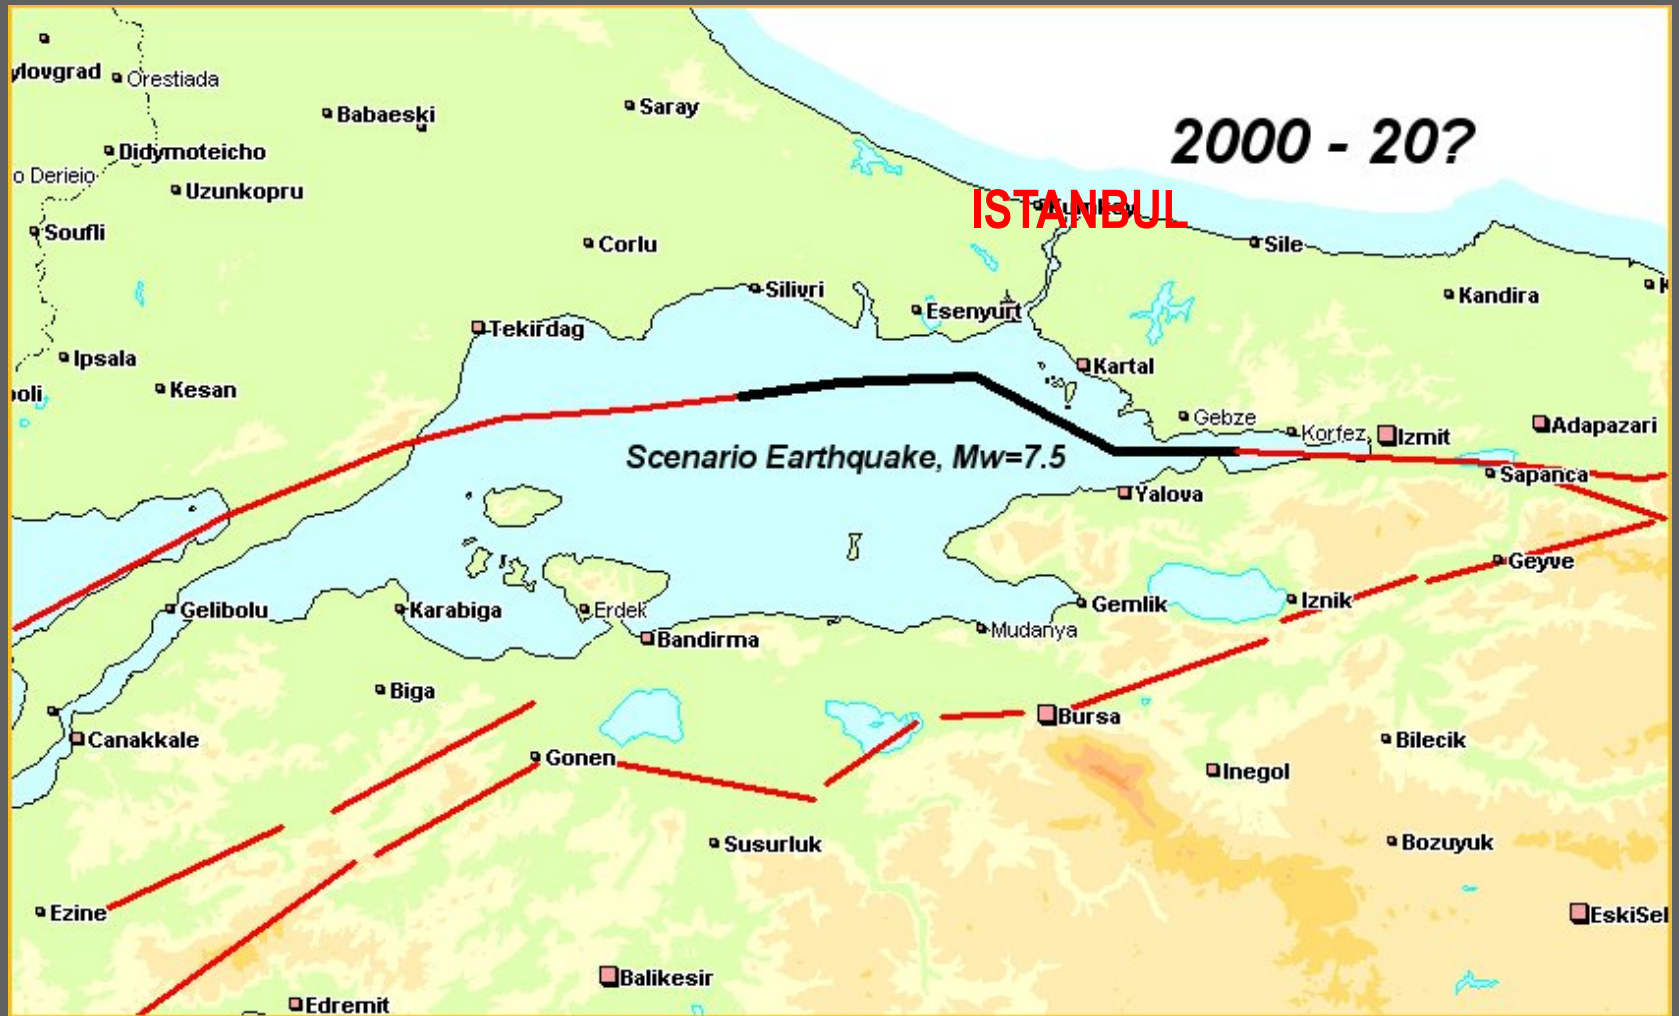 ylovgrad
Orestiada
Babaeski
Saray
2000 - 20?
Didymoteicho
o Derieio
Uzunkopru
ISTANBUL
Soufli
Corlu
Sile
Silivri
Kandira
Esenyurt
Tekirdag
Ipsala
Kartal
Kesan
oli
Gebze
Korfez
Izmit
Adapazari
Scenario Earthquake, Mw=7.5
Sapanca
Yalova
Geyve
Gelibolu
Karabiga
Erdek
Gemlik
Iznik
Bandirma
Mudanya
Biga
Bursa
Canakkale
Bilecik
Gonen
Inegol
Susurluk
Bozuyuk
Ezine
EskiSel
Balikesir
Edremit